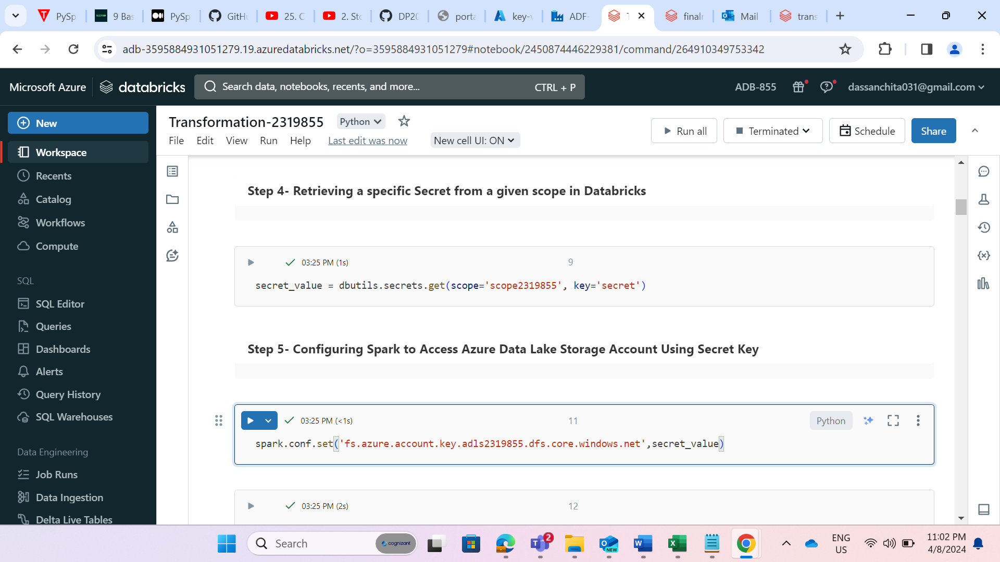 PySp
9 Bas
PySp
GitHu
25. C
2. Sto
DP20
porta
key-v
ADF-
T
finalr
Mail
trans
adb-3595884931051279.19.azuredatabricks.net/?o=3595884931051279#notebook/2450874446229381/command/264910349753342
Microsoft Azure
databricks
Search data, notebooks, recents, and more...
CTRL + P
ADB-855
dassanchita031@gmail.com
New
Workspace
Recents
Catalog
Workflows
Compute
SQL
SQL Editor
Queries
Dashboards
Alerts
Query History
SQL Warehouses
Data Engineering
Job Runs
Data Ingestion
Delta Live Tables
Transformation-2319855
Python
File
Edit
View
Run
Help
Last edit was now
New cell UI: ON
Run all
Terminated
Schedule
Share
Step 4- Retrieving a specific Secret from a given scope in Databricks
03:25 PM (1s)
9
secret_value = dbutils.secrets.get(scope='scope2319855', key='secret')
Step 5- Configuring Spark to Access Azure Data Lake Storage Account Using Secret Key
03:25 PM (<1s)
11
Python
spark.conf.set('fs.azure.account.key.adls2319855.dfs.core.windows.net',secret_value)
03:25 PM (2s)
12
Search
cognizant
2
NEW
ENG
US
11:02 PM
4/8/2024